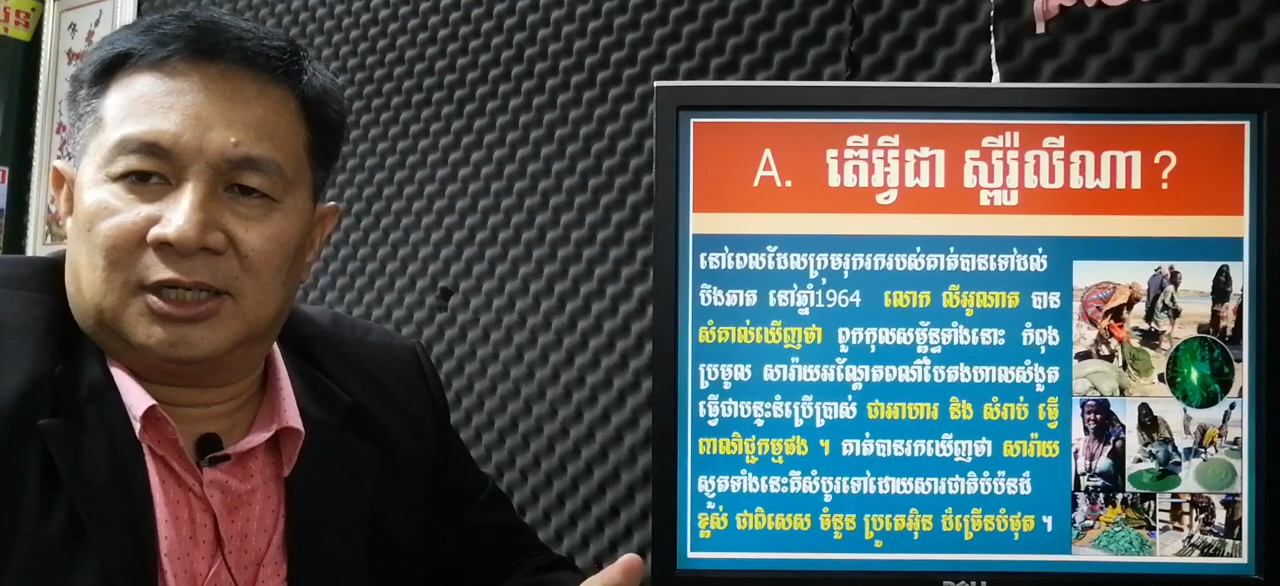 A. តើអ្វីជា ស្ពីរ៉ូលីណា ?
នៅពេលដែលក្រុមរុករករបស់គាត់បានទៅដល់
បឹងឆាត នៅឆ្នាំ1964 លោក លីអូណាត បាន
សំគាល់ឃើញថា ពួកកុលសម្ព័ន្ធទាំងនោះ កំពុង
ប្រមូល សារ៉ាយអណ្តែតពណ៌បៃតងហាលសំងួត
ធ្វើជាបន្ទះនំប្រើប្រាស់ ជាអាហារ និង សំរាប់ ធ្វើ
ពាណិជ្ជកម្មផង ។ គាត់បានរកឃើញថា សារ៉ាយ
ស្ងួតទាំងនេះគឺសំបូរទៅដោយសារជាតិបំប៉នដ៏
ខ្ពស់ ជាពិសេស ចំនួន ប្រូតេអ៊ិន ដ៏ច្រើនបំផុត ។